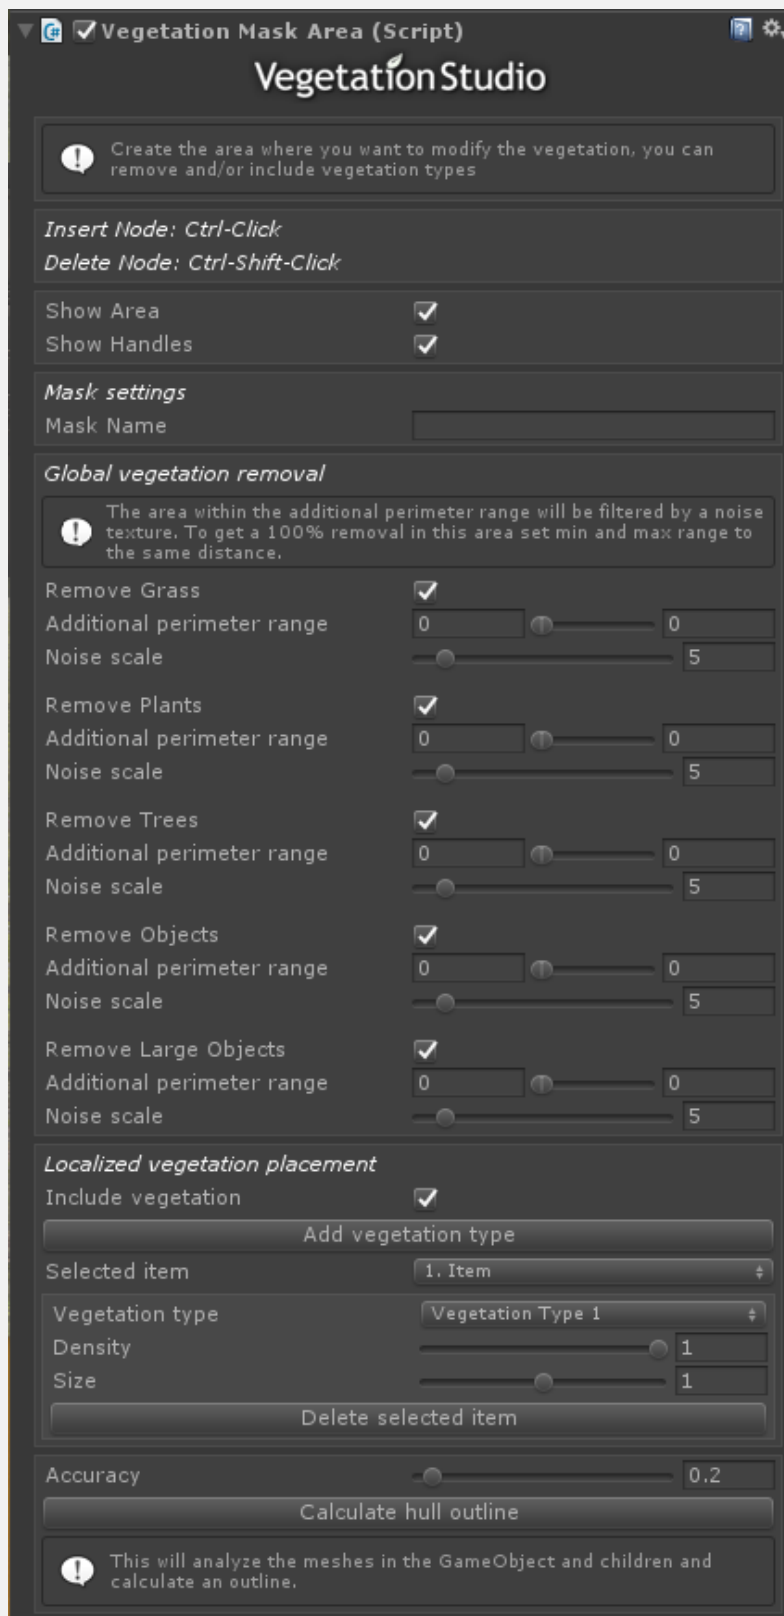 Vegetation Mask Area (Script)
VegetationStudio
Create the area where you want to modify the vegetation, you can
remove and/or include vegetation types
Insert Node: Ctrl-Click
Delete Node: Ctrl-Shift-Click
Show Area
Show Handles
Mask settings
Mask Name
Global vegetation removal
The area within the additional perimeter range will be filtered by a noise
texture. To get a 100% removal in this area set min and max range to
the same distance.
Remove Grass
Additional perimeter range 0 0
Noise scale 5
Remove Plants
Additional perimeter range 0 0
Noise scale 5
Remove Trees
Additional perimeter range 0 0
Noise scale 5
Remove Objects
Additional perimeter range 0 0
Noise scale 5
Remove Large Objects
Additional perimeter range 0 0
Noise scale 5
Localized vegetation placement
Include vegetation
Add vegetation type
Selected item 1. Item
Vegetation type Vegetation Type 1
Density 1
Size 1
Delete selected item
Accuracy 0.2
Calculate hull outline
This will analyze the meshes in the GameObject and children and
calculate an outline.